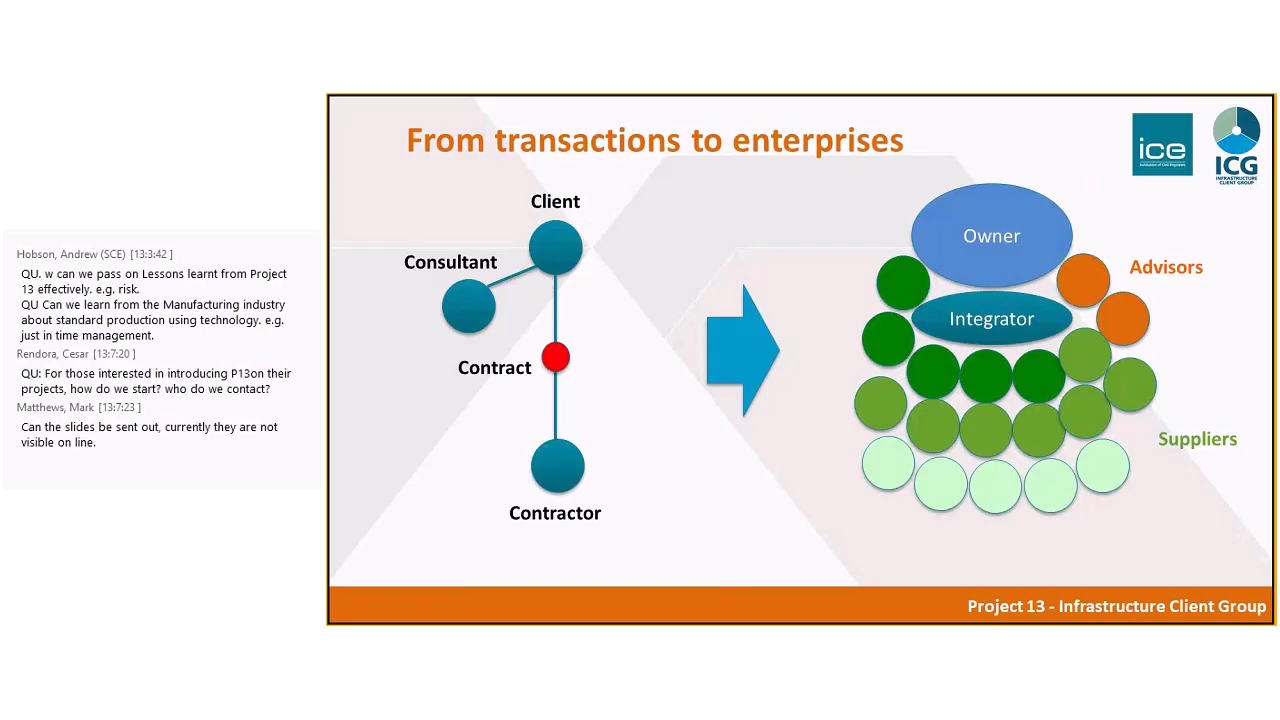 Hobson, Andrew (SCE) [13:3:42 ]
QU. w can we pass on Lessons learnt from Project
13 effectively. e.g. risk.
QU Can we learn from the Manufacturing industry
about standard production using technology. e.g.
just in time management.
Rendora, Cesar [13:7:20 ]
QU: For those interested in introducing P13on their
projects, how do we start? who do we contact?
Matthews, Mark [13:7:23 ]
Can the slides be sent out, currently they are not
visible on line.
From transactions to enterprises
ice
Institution of Civil Engineers
ICG
INFRASTRUCTURE
CLIENT GROUP
Client
Consultant
Contract
Contractor
Owner
Advisors
Integrator
Suppliers
Project 13 - Infrastructure Client Group